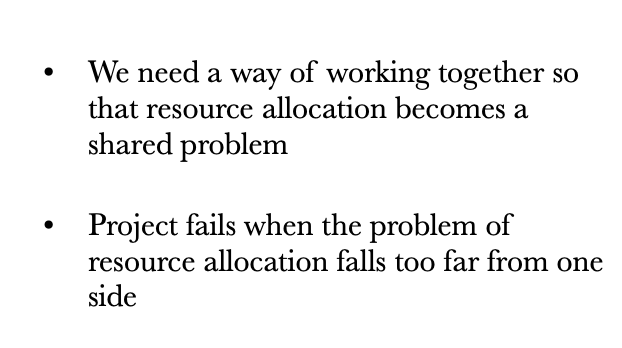 • We need a way of working together so
that resource allocation becomes a
shared problem
• Project fails when the problem of
resource allocation falls too far from one
side